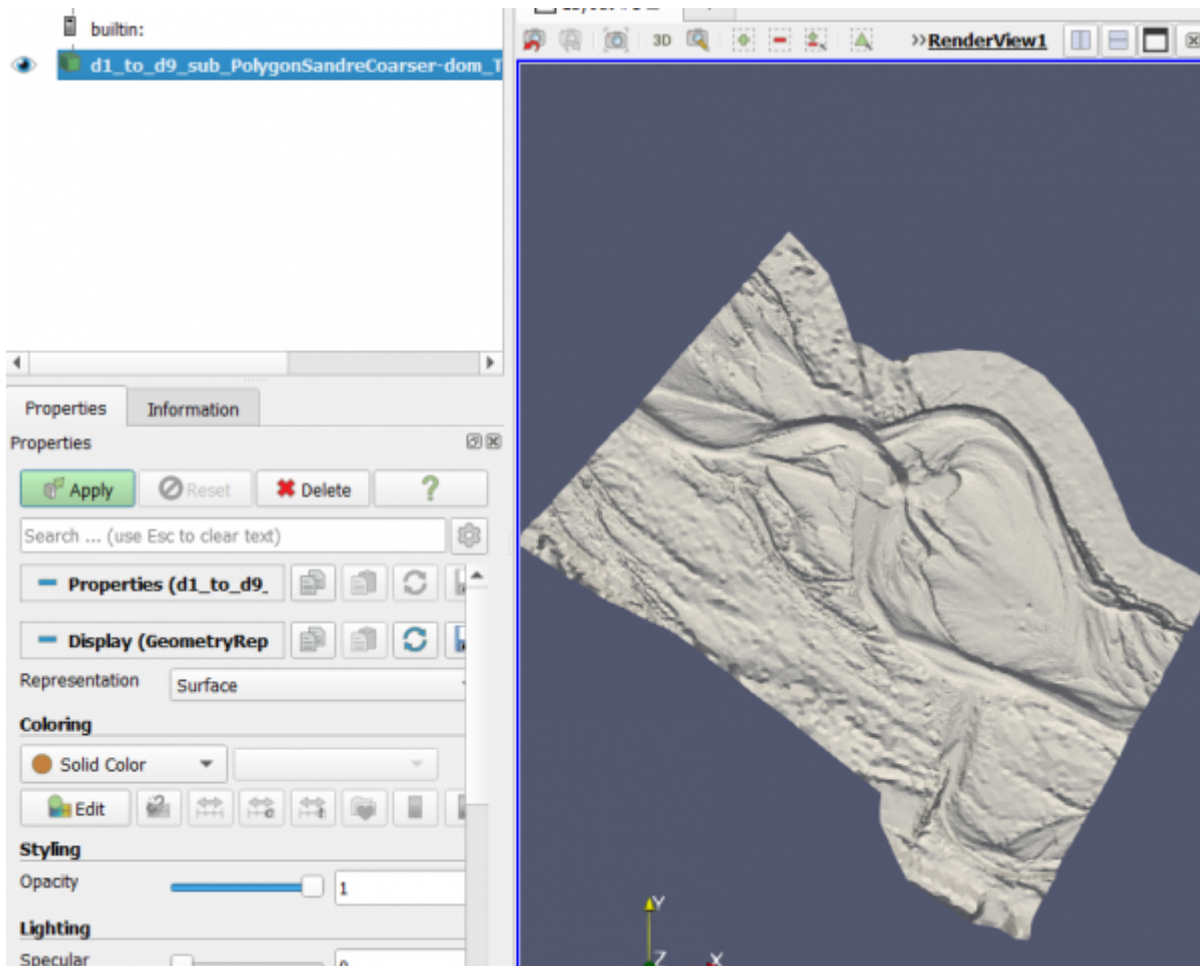 builtin:
d1_to_d9_sub_PolygonSandreCoarser-dom_T
3D
>>RenderView1
Properties
Information
Properties
Apply
Reset
Delete
?
Search ... (use Esc to clear text)
Properties (d1_to_d9_
Display (GeometryRep
Representation
Surface
Coloring
Solid Color
Edit
Styling
Opacity
1
Lighting
Specular
0
Y
Z
X